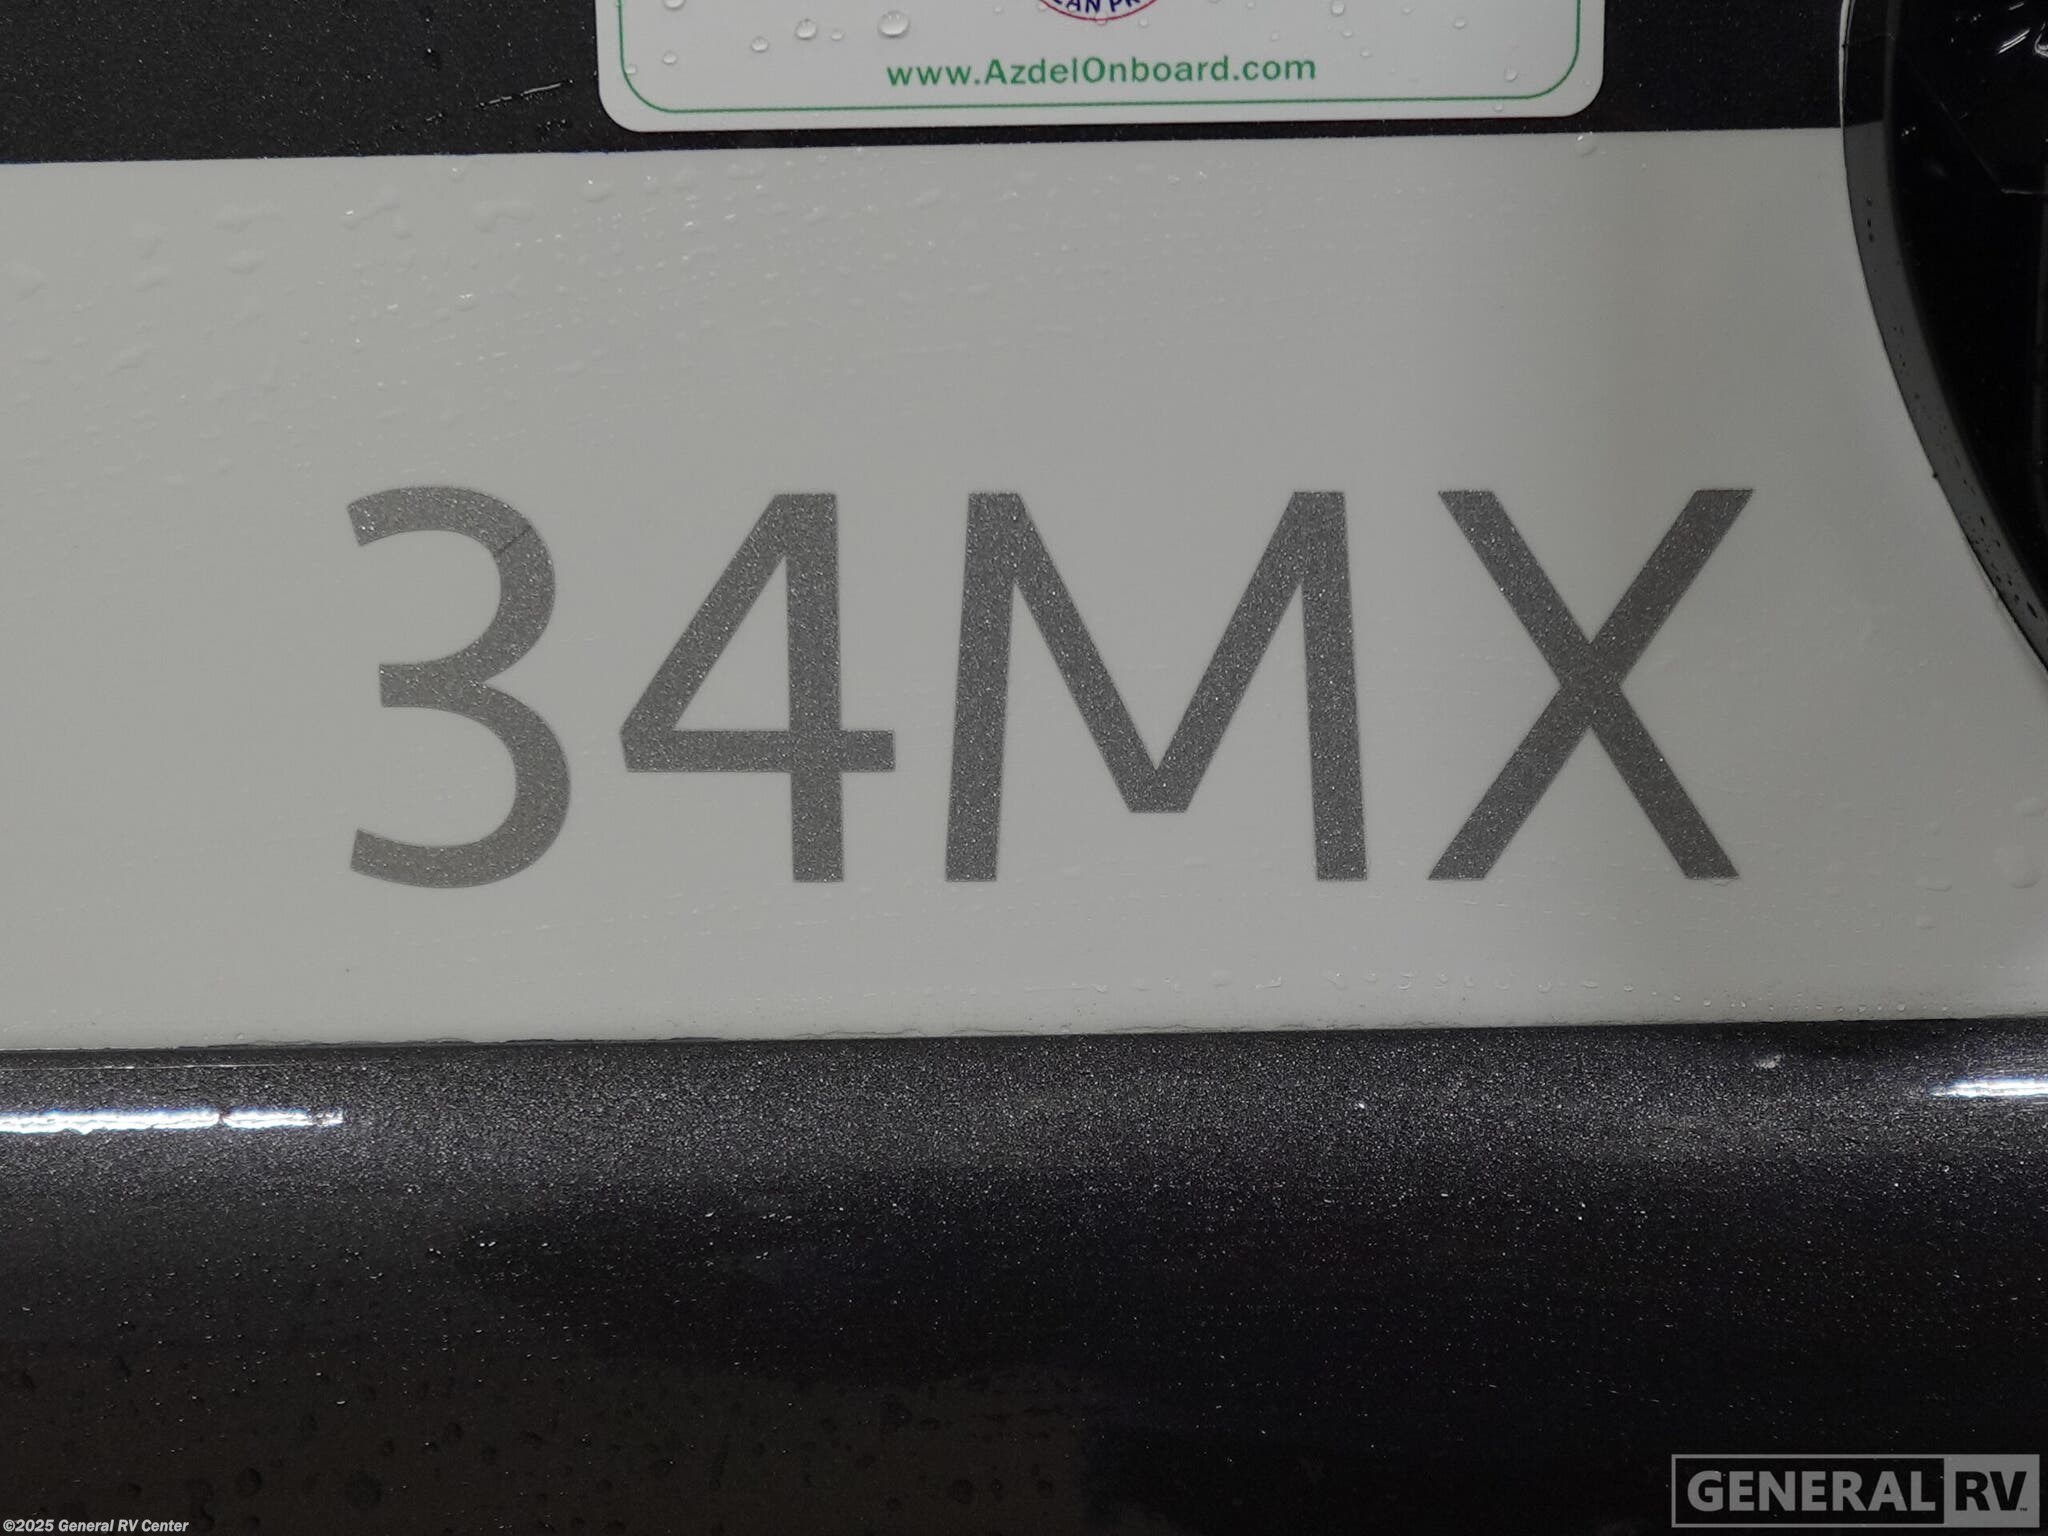 www.AzdelOnboard.com
34MX
GENERAL RV
©2025 General RV Center